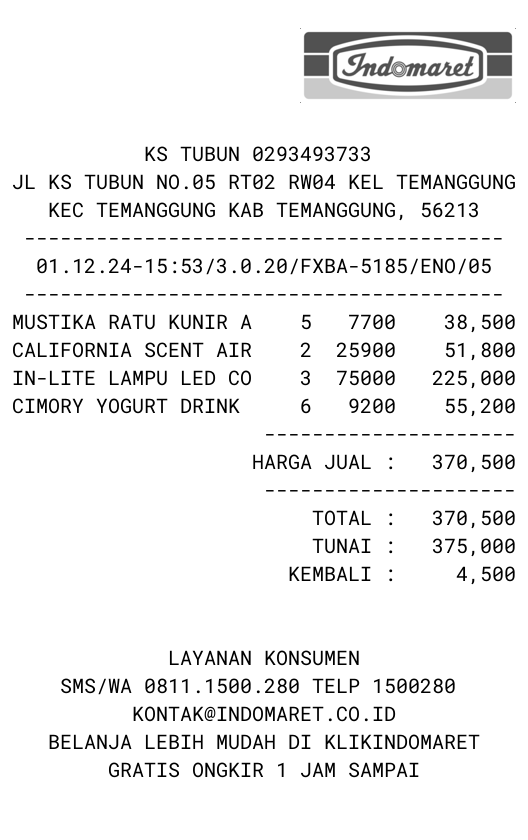 Indomaret
KS TUBUN 0293493733
JL KS TUBUN NO.05 RT02 RW04 KEL TEMANGGUNG
KEC TEMANGGUNG KAB TEMANGGUNG, 56213
----------------------------------------
01.12.24-15:53/3.0.20/FXBA-5185/ENO/05
----------------------------------------
MUSTIKA RATU KUNIR A 5 7700 38,500
CALIFORNIA SCENT AIR 2 25900 51,800
IN-LITE LAMPU LED CO 3 75000 225,000
CIMORY YOGURT DRINK 6 9200 55,200
---------------------
HARGA JUAL : 370,500
---------------------
TOTAL : 370,500
TUNAI : 375,000
KEMBALI : 4,500
LAYANAN KONSUMEN
SMS/WA 0811.1500.280 TELP 1500280
KONTAK@INDOMARET.CO.ID
BELANJA LEBIH MUDAH DI KLIKINDOMARET
GRATIS ONGKIR 1 JAM SAMPAI